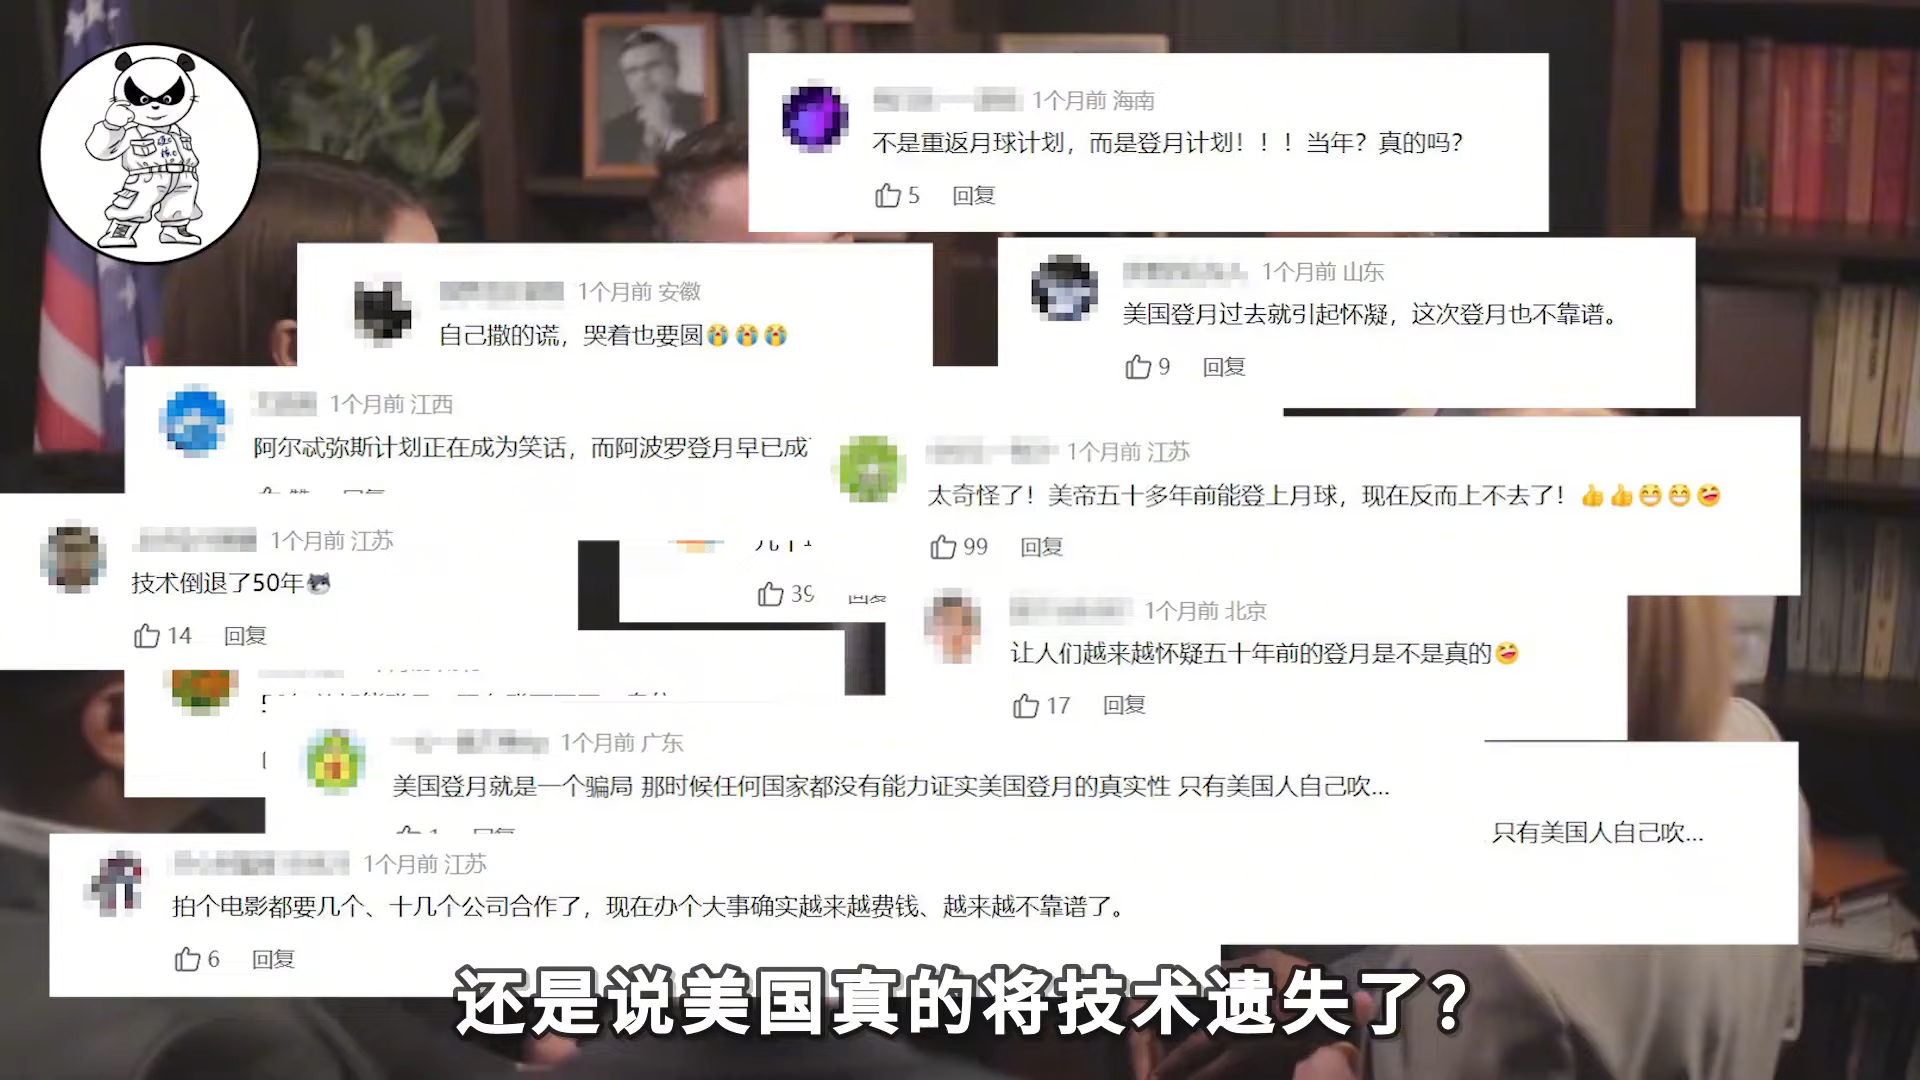 1个月前 海南
不是重返月球计划，而是登月计划！！！当年？真的吗？
5 回复
1个月前 山东
美国登月过去就引起怀凝，这次登月也不靠谱。
9 回复
1个月前 安徽
自己撒的谎，哭着也要圆😭😭😭
1个月前 江西
阿尔忒弥斯计划正在成为笑话，而阿波罗登月早已成
1个月前 江苏
太奇怪了！美帝五十多年前能登上月球，现在反而上不去了！👍👍😁😁😆
99 回复
1个月前 江苏
技术倒退了50年
14 回复
39 回复
1个月前 北京
让人们越来越怀疑五十年前的登月是不是真的😆
17 回复
1个月前 广东
美国登月就是一个骗局 那时候任何国家都没有能力证实美国登月的真实性 只有美国人自己吹...
只有美国人自己吹...
1个月前 江苏
拍个电影都要几个、十几个公司合作了，现在办个大事确实越来越费钱、越来越不靠谱了。
6 回复
还是说美国真的将技术遗失了？